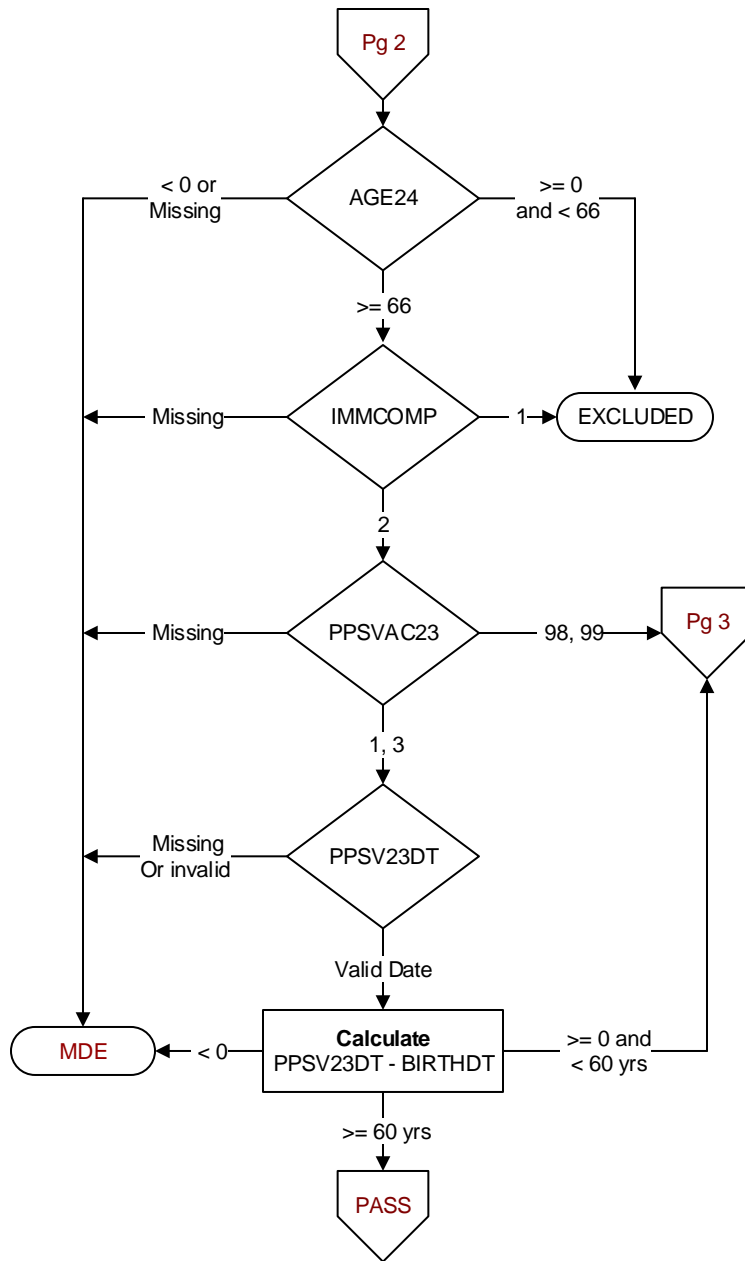 Pg 2
< 0 or
Missing
AGE24
>= 0
and < 66
>= 66
Missing
IMMCOMP
1
EXCLUDED
2
Missing
PPSVAC23
98, 99
Pg 3
1, 3
Missing
Or invalid
PPSV23DT
Valid Date
MDE
< 0
Calculate
PPSV23DT - BIRTHDT
>= 0 and
< 60 yrs
>= 60 yrs
PASS